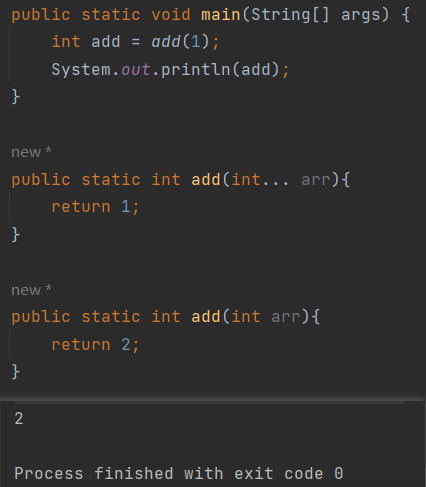 public static void main(String[] args) {
int add = add(1);
System.out.println(add);
}
new *
public static int add(int... arr){
return 1;
}
new *
public static int add(int arr){
return 2;
}
2
Process finished with exit code 0